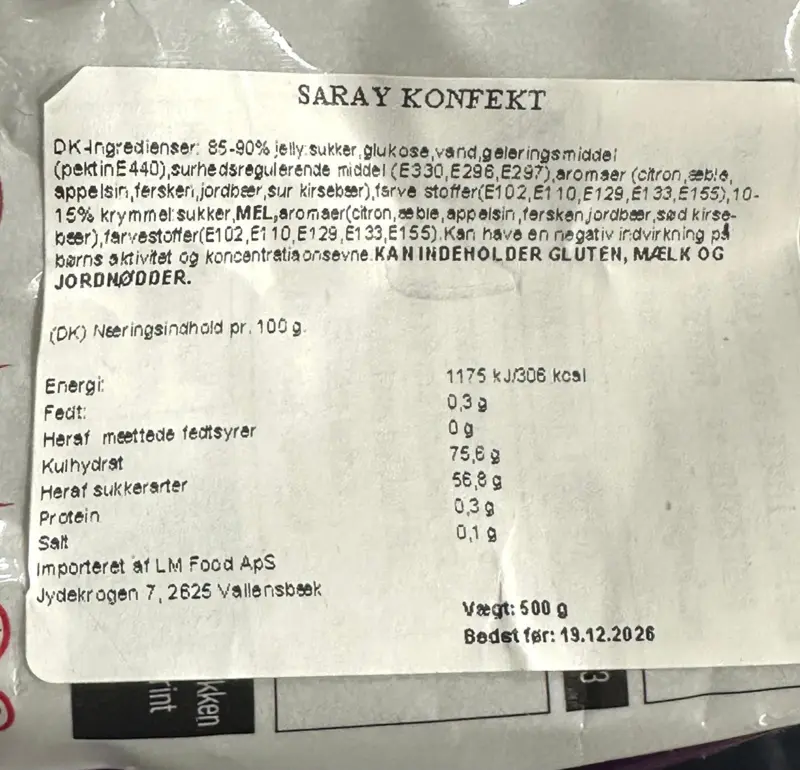 SARAY KONFEKT
DK-Ingredienser: 85-90% jelly:sukker,glukose,vand,geleringsmiddel
(pektinE440),surhedsregulerende middel (E330,E296,E297),aromaer (citron,æble,
appelsin,fersken,jordbær,sur kirsebær),farve stoffer(E102,E110,E129,E133,E155),10-
15% krymmel:sukker,MEL,aromaer(citron,æble,appelsin,fersken,jordbær,sød kirse-
bær),farvestoffer(E102,E110,E129,E133,E155).Kan have en negativ indvirkning på
børns aktivitet og koncentratiaonsevne.KAN INDEHOLDER GLUTEN, MÆLK OG
JORDNØDDER.
(DK) Næringsindhold pr. 100 g.
Energi: 1175 kJ/306 kcal
Fedt: 0,3 g
Heraf mættede fedtsyrer 0 g
Kulhydrat 75,6 g
Heraf sukkerarter 56,8 g
Protein 0,3 g
Salt 0,1 g
Importeret af LM Food ApS
Jydekrogen 7, 2625 Vallensbæk
Vægt: 500 g
Bedst før: 19.12.2026
kken
rint
3